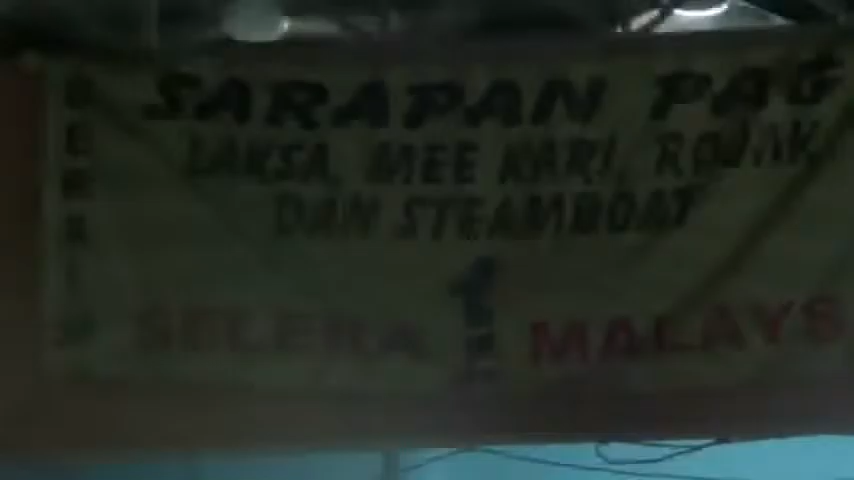 SARAPAN PAG
LAKSA, MEE KARI, ROJAK
DAN STEAMBOAT
SELERA 1 MALAYS